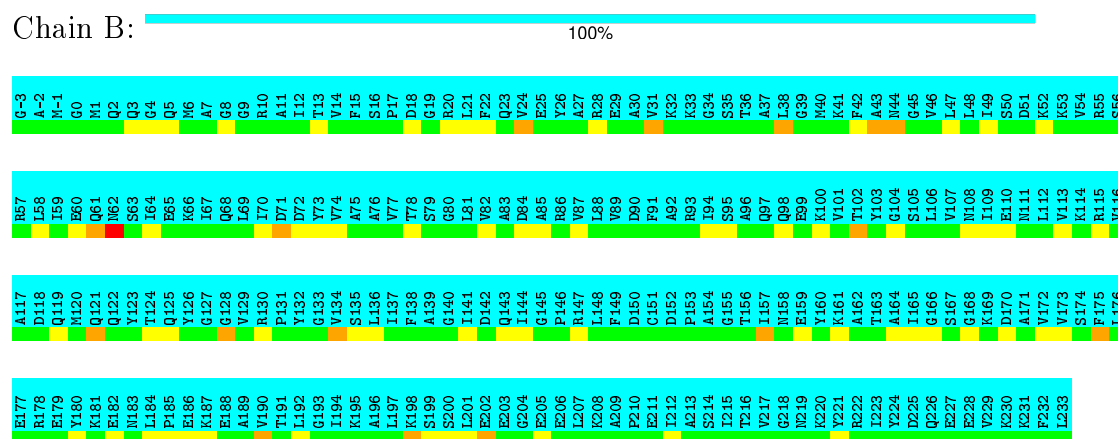 Chain B:
100%
G-3 A-2 M-1 G0 M1 Q2 Q3 G4 Q5 M6 A7 G8 G9 R10 A11 I12 T13 V14 F15 S16 P17 D18 G19 R20 L21 F22 Q23 V24 E25 Y26 A27 R28 E29 A30 V31 K32 K33 G34 S35 T36 A37 L38 G39 M40 K41 F42 A43 N44 G45 V46 L47 L48 I49 S50 D51 K52 K53 V54 R55 S56
R57 L58 I59 E60 Q61 N62 S63 I64 E65 K66 I67 Q68 L69 I70 D71 D72 Y73 V74 A75 A76 V77 T78 S79 G80 L81 V82 A83 D84 A85 R86 V87 L88 V89 D90 F91 A92 R93 I94 S95 A96 Q97 Q98 E99 K100 V101 T102 Y103 G104 S105 L106 V107 N108 I109 E110 N111 L112 V113 K114 R115 V116
A117 D118 Q119 M120 Q121 Q122 Y123 T124 Q125 Y126 G127 G128 V129 R130 P131 Y132 G133 V134 S135 L136 I137 F138 A139 G140 I141 D142 Q143 I144 G145 P146 R147 L148 F149 D150 C151 D152 P153 A154 G155 T156 I157 N158 E159 Y160 K161 A162 T163 A164 I165 G166 S167 G168 K169 D170 A171 V172 V173 S174 F175 L176
E177 R178 E179 Y180 K181 E182 N183 L184 P185 E186 K187 E188 A189 V190 T191 L192 G193 I194 K195 A196 L197 K198 S199 S200 L201 E202 E203 G204 E205 E206 L207 K208 A209 P210 E211 I212 A213 S214 I215 T216 V217 G218 N219 K220 Y221 R222 I223 Y224 D225 Q226 E227 E228 V229 K230 K231 F232 L233